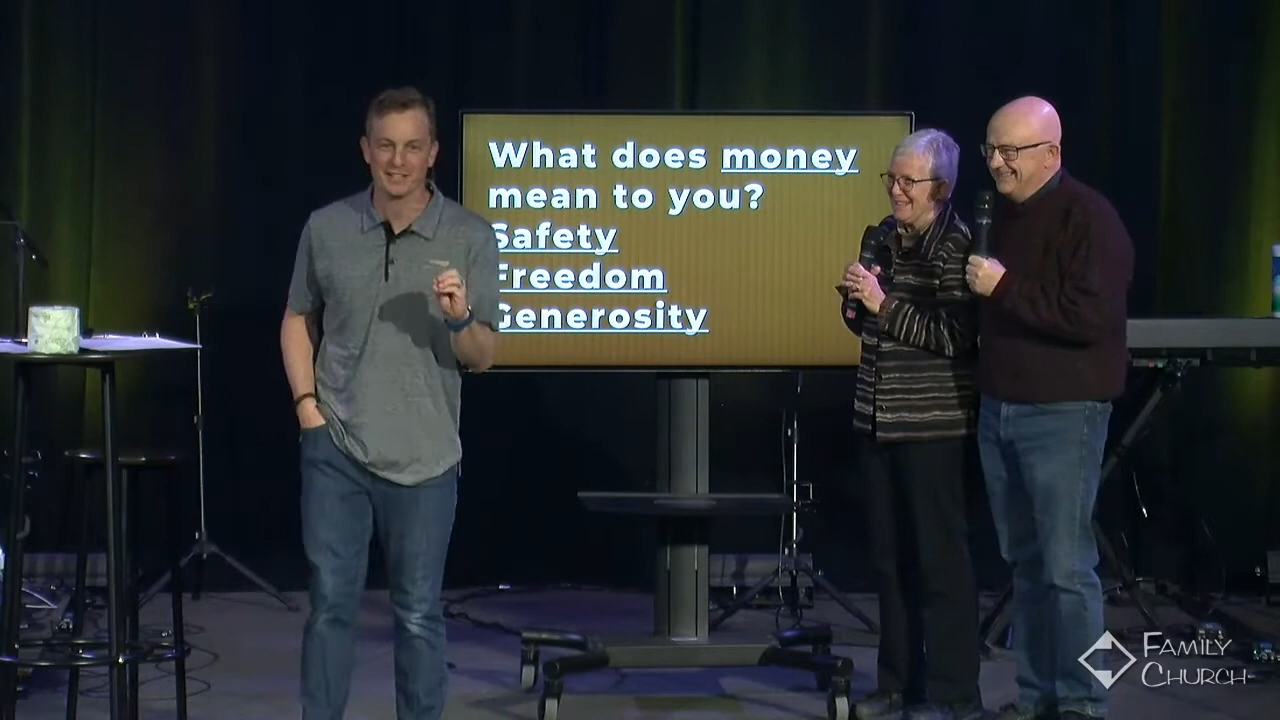 What does money
mean to you?
Safety
Freedom
Generosity
FAMILY
CHURCH